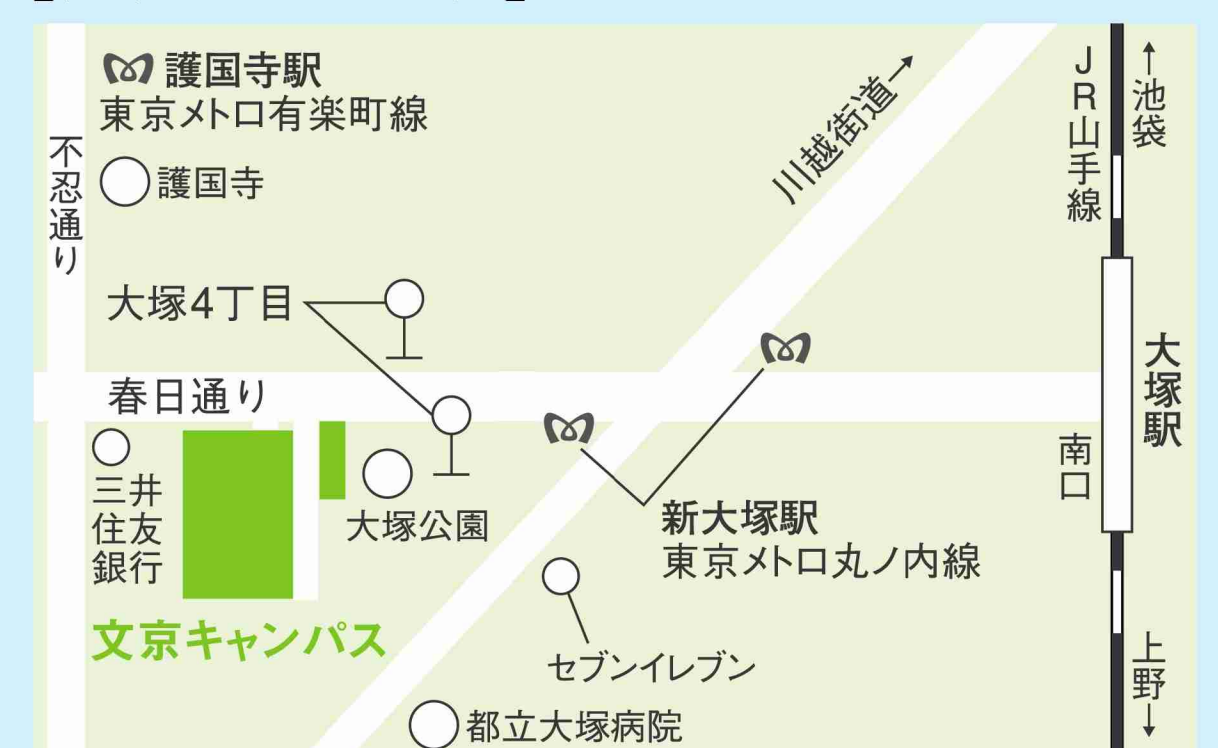 護国寺駅
東京メトロ有楽町線
不忍通り
護国寺
川越街道→
JR山手線
←池袋
大塚4丁目
春日通り
大塚駅
南口
三井
住友
銀行
大塚公園
新大塚駅
東京メトロ丸ノ内線
文京キャンパス
セブンイレブン
上野→
都立大塚病院